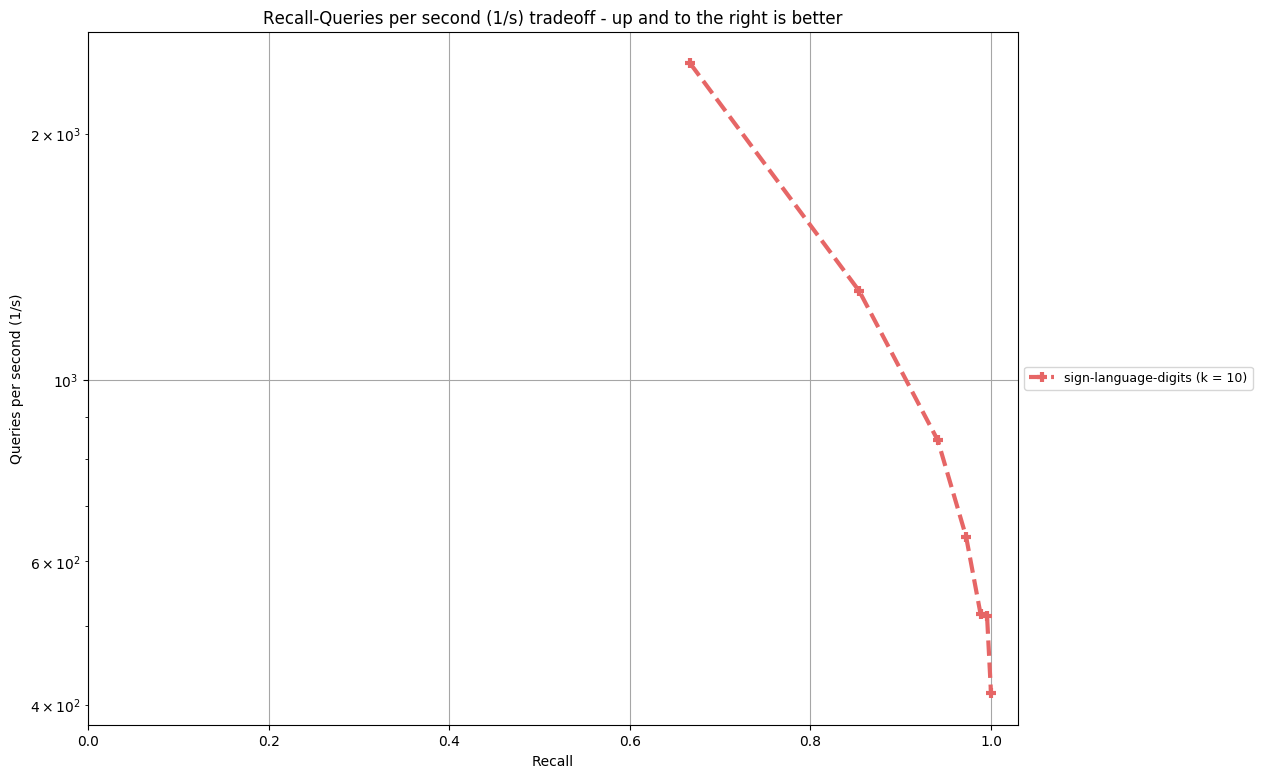 Recall-Queries per second (1/s) tradeoff - up and to the right is better
Queries per second (1/s)
2 × 10³
10³
6 × 10²
4 × 10²
0.0 0.2 0.4 0.6 0.8 1.0
Recall
sign-language-digits (k = 10)